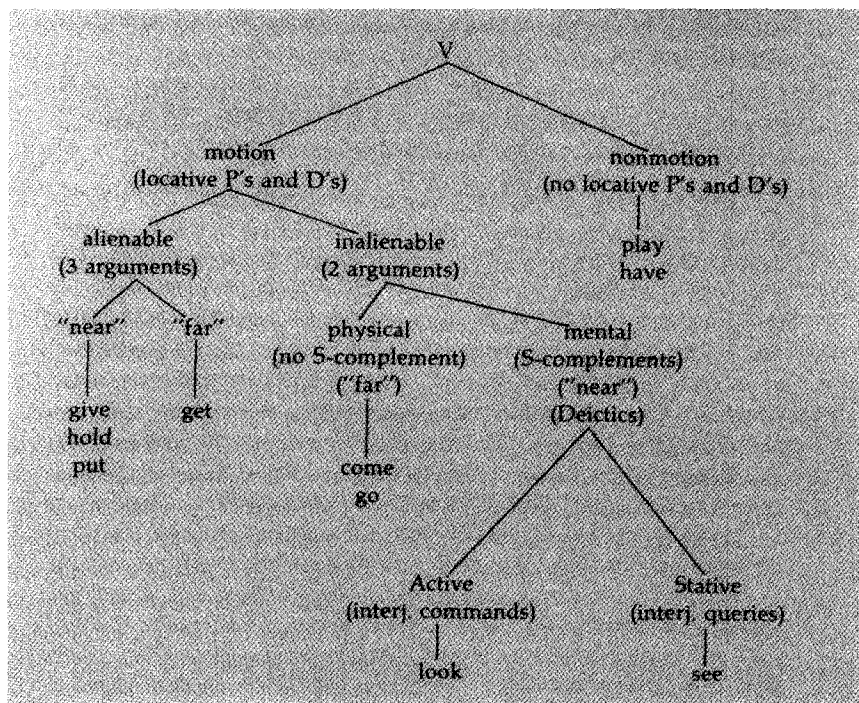 V
motion
(locative P's and D's)
nonmotion
(no locative P's and D's)
alienable
(3 arguments)
inalienable
(2 arguments)
play
have
"near"
"far"
physical
(no S-complement)
("far")
mental
(S-complements)
("near")
(Deictics)
give
hold
put
get
come
go
Active
(interj. commands)
Stative
(interj. queries)
look
see